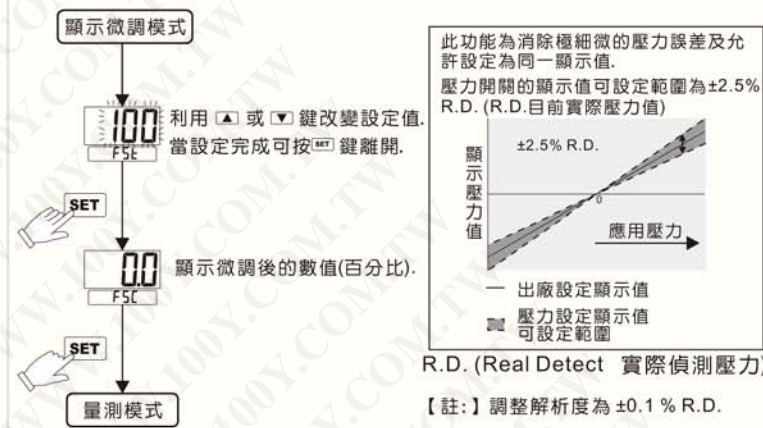 顯示微調模式
100
FSt
利用 ▲ 或 ▼ 鍵改變設定值.
當設定完成可按 SET 鍵離開.
SET
0.0
FSC
顯示微調後的數值(百分比).
SET
量測模式
此功能為消除極細微的壓力誤差及允
許設定為同一顯示值.
壓力開關的顯示值可設定範圍為±2.5%
R.D. (R.D.目前實際壓力值)
顯示壓力值
±2.5% R.D.
0
應用壓力
出廠設定顯示值
壓力設定顯示值
可設定範圍
R.D. (Real Detect 實際偵測壓力)
【註:】調整解析度為 ±0.1 % R.D.
WWW.100Y.COM.TW